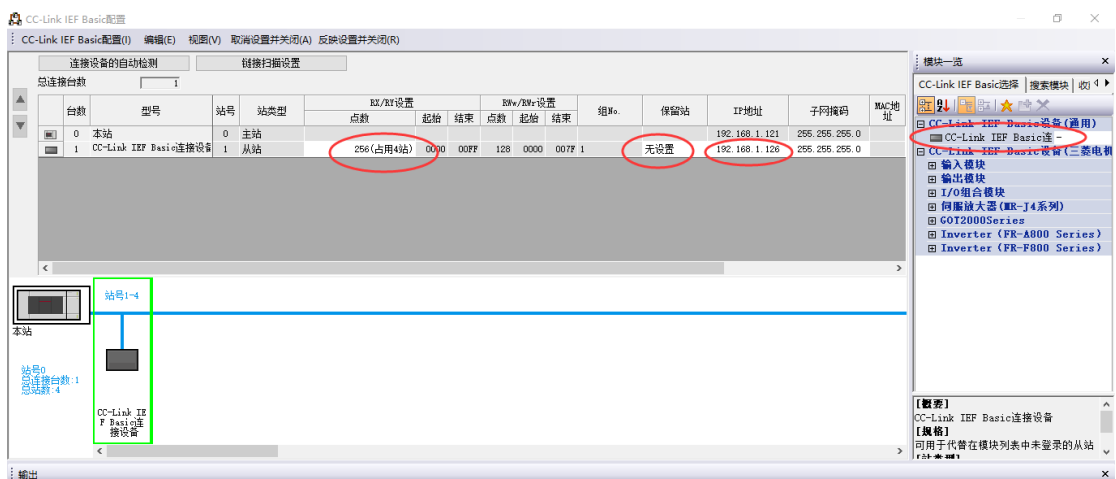 CC-Link IEF Basic配置
CC-Link IEF Basic配置(I) 编辑(E) 视图(V) 取消设置并关闭(A) 反映设置并关闭(R)
连接设备的自动检测 链接扫描设置
总连接台数 1
台数 型号 站号 站类型 RX/RY设置 RWw/RWr设置 组No. 保留站 IP地址 子网掩码 MAC地址
点数 起始 结束 点数 起始 结束
0 本站 0 主站 192.168.1.121 255.255.255.0
1 CC-Link IEF Basic连接设备 1 从站 256(占用4站) 0000 00FF 128 0000 007F 1 无设置 192.168.1.126 255.255.255.0
站号1-4
本站
站号0
总连接台数:1
总站数:4
CC-Link IE
F Basic连
接设备
输出
模块一览
CC-Link IEF Basic选择 搜索模块
CC-Link IEF Basic设备(通用)
CC-Link IEF Basic连
CC-Link IEF Basic设备(三菱电机
输入模块
输出模块
I/O组合模块
伺服放大器(MR-J4系列)
GOT2000Series
Inverter (FR-A800 Series)
Inverter (FR-F800 Series)
[概要]
CC-Link IEF Basic连接设备
[规格]
可用于代替在模块列表中未登录的从站